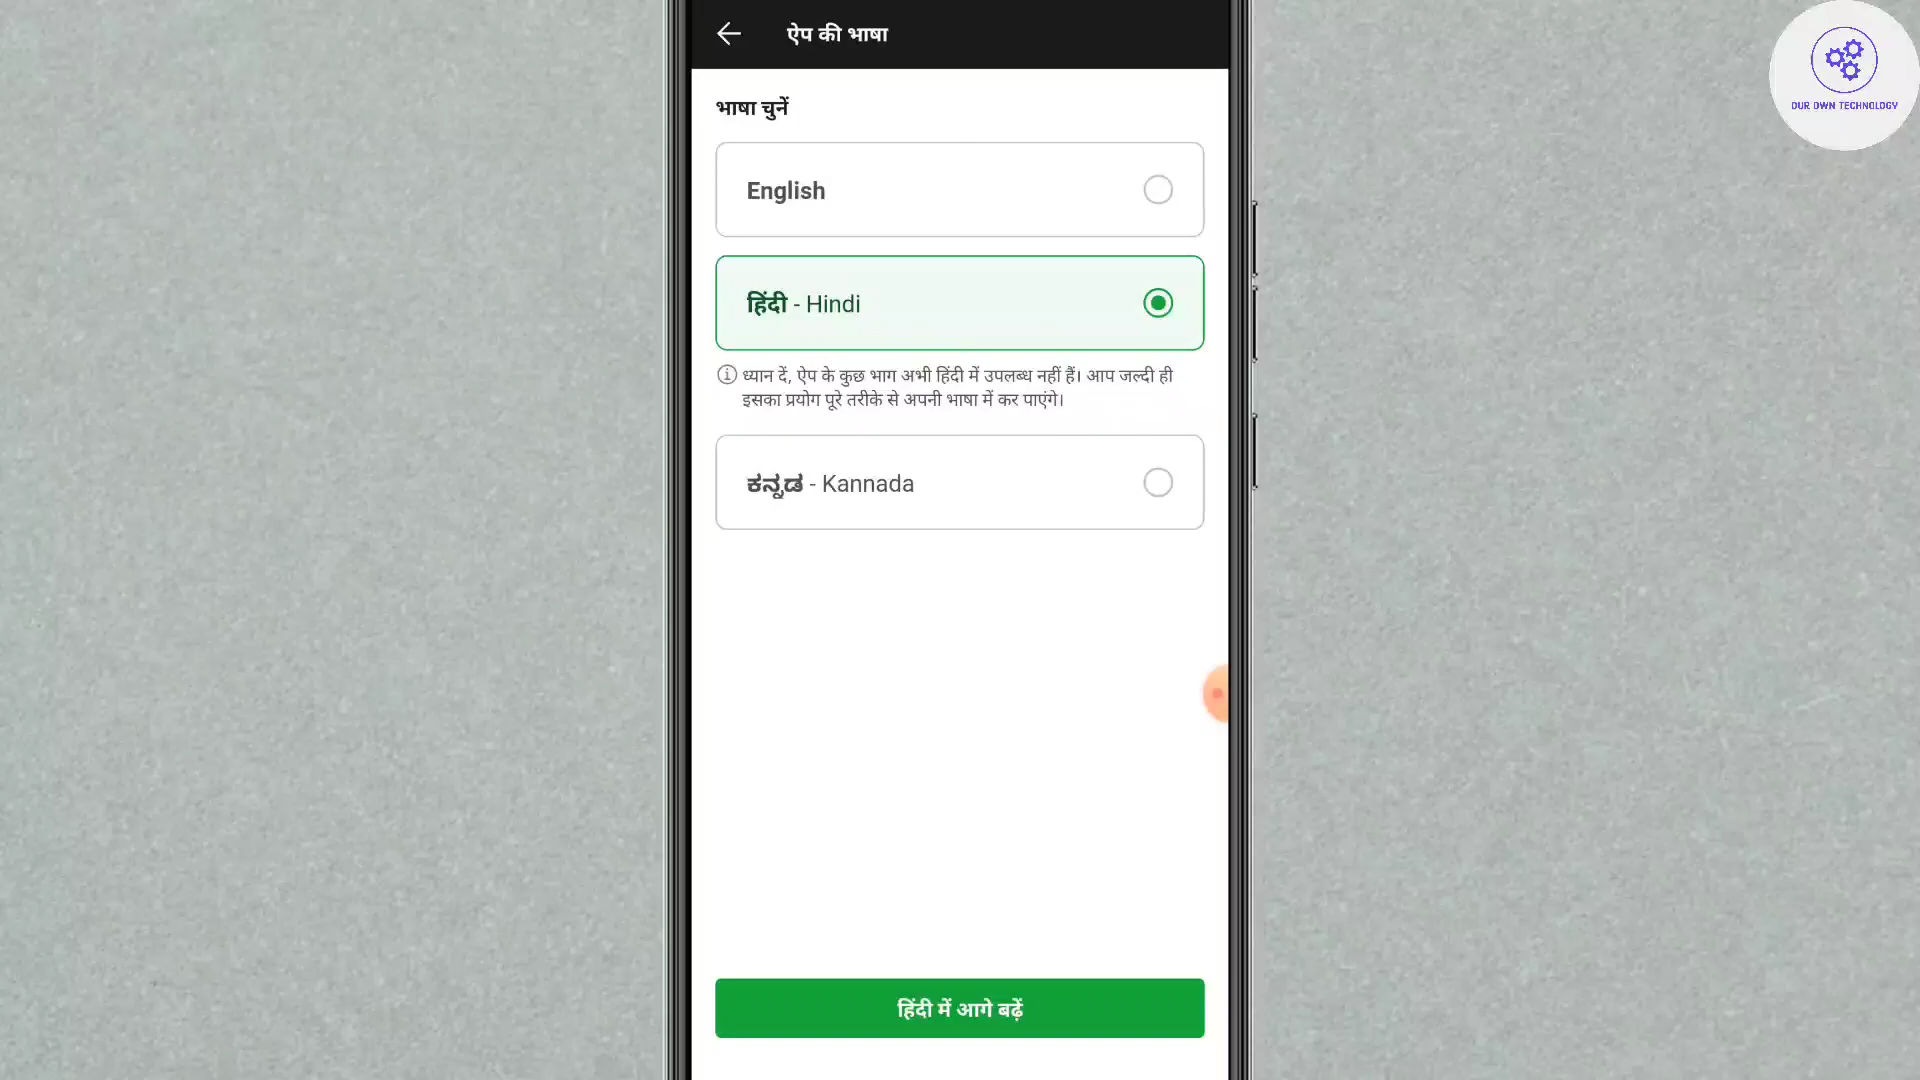 ऐप की भाषा
OUR OWN TECHNOLOGY
भाषा चुनें
English
हिंदी - Hindi
ध्यान दें, ऐप के कुछ भाग अभी हिंदी में उपलब्ध नहीं हैं। आप जल्दी ही
इसका प्रयोग पूरे तरीके से अपनी भाषा में कर पाएंगे।
ಕನ್ನಡ - Kannada
हिंदी में आगे बढ़ें